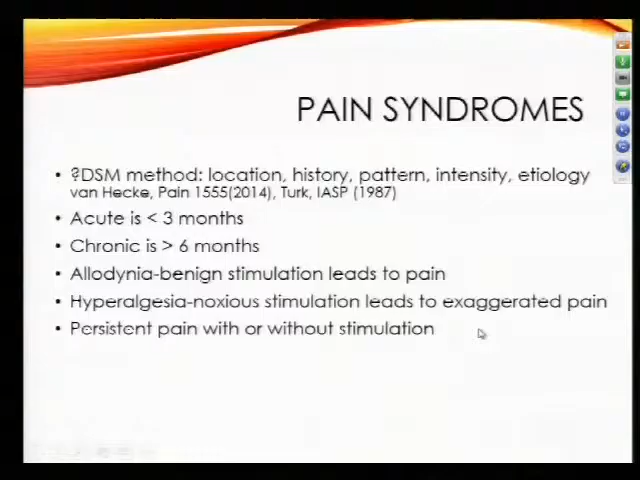 PAIN SYNDROMES
• ?DSM method: location, history, pattern, intensity, etiology
van Hecke, Pain 1555(2014), Turk, IASP (1987)
• Acute is < 3 months
• Chronic is > 6 months
• Allodynia-benign stimulation leads to pain
• Hyperalgesia-noxious stimulation leads to exaggerated pain
• Persistent pain with or without stimulation